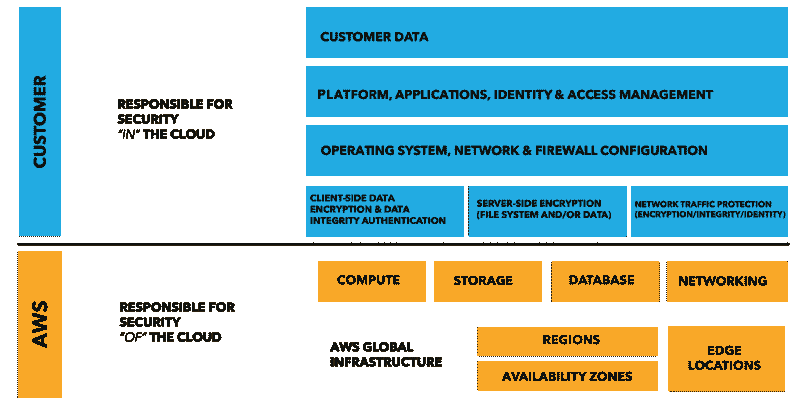 CUSTOMER
RESPONSIBLE FOR
SECURITY
"IN" THE CLOUD
CUSTOMER DATA
PLATFORM, APPLICATIONS, IDENTITY & ACCESS MANAGEMENT
OPERATING SYSTEM, NETWORK & FIREWALL CONFIGURATION
CLIENT-SIDE DATA
ENCRYPTION & DATA
INTEGRITY AUTHENTICATION
SERVER-SIDE ENCRYPTION
(FILE SYSTEM AND/OR DATA)
NETWORK TRAFFIC PROTECTION
(ENCRYPTION/INTEGRITY/IDENTITY)
AWS
RESPONSIBLE FOR
SECURITY
"OF" THE CLOUD
COMPUTE
STORAGE
DATABASE
NETWORKING
AWS GLOBAL
INFRASTRUCTURE
REGIONS
AVAILABILITY ZONES
EDGE
LOCATIONS